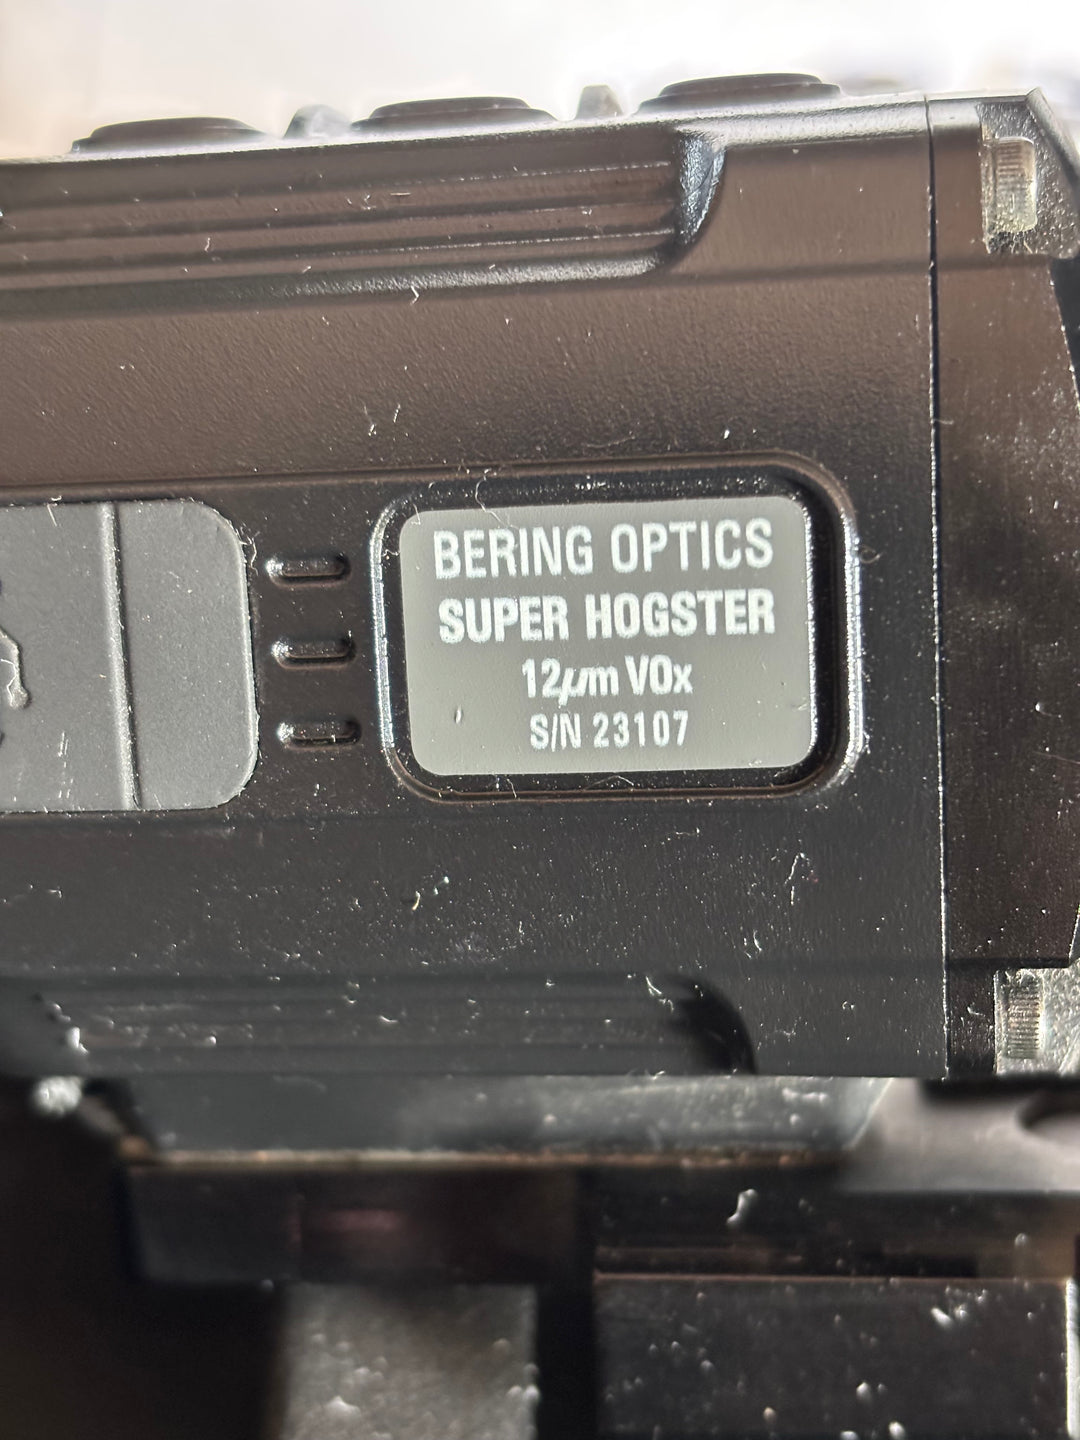 BERING OPTICS
SUPER HOGSTER
12μm VOx
S/N 23107